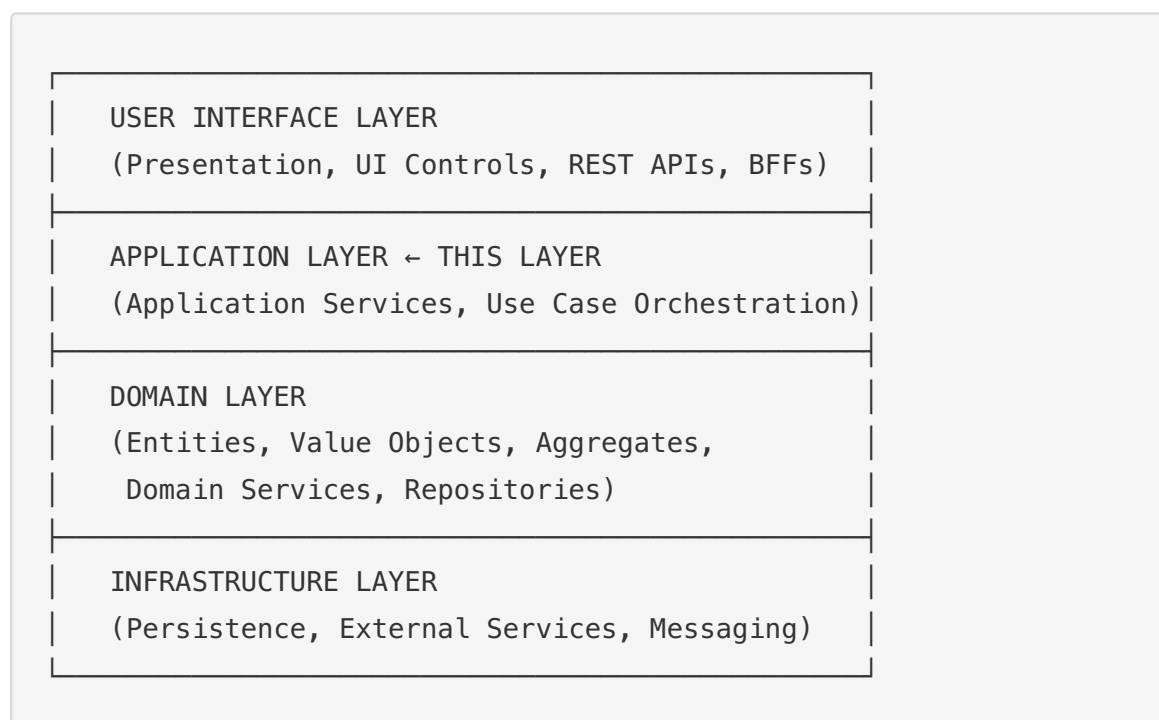 USER INTERFACE LAYER
(Presentation, UI Controls, REST APIs, BFFs)
APPLICATION LAYER ← THIS LAYER
(Application Services, Use Case Orchestration)
DOMAIN LAYER
(Entities, Value Objects, Aggregates,
Domain Services, Repositories)
INFRASTRUCTURE LAYER
(Persistence, External Services, Messaging)